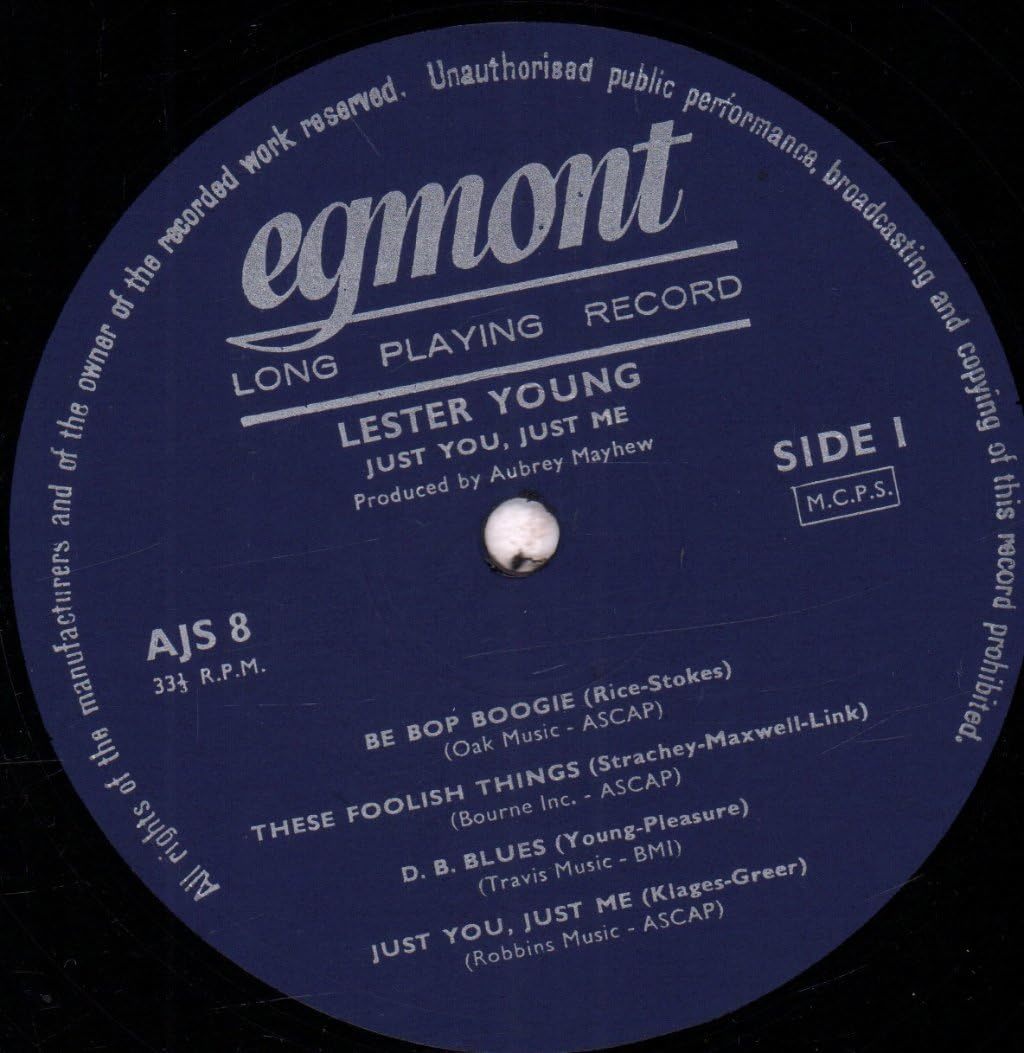 All rights of the manufacturers and of the owner of the recorded work reserved. Unauthorised public performance, broadcasting and copying of this record prohibited.
egmont
LONG PLAYING RECORD
LESTER YOUNG
JUST YOU, JUST ME
Produced by Aubrey Mayhew
SIDE 1
M.C.P.S.
AJS 8
33⅓ R.P.M.
BE BOP BOOGIE (Rice-Stokes)
(Oak Music - ASCAP)
THESE FOOLISH THINGS (Strachey-Maxwell-Link)
(Bourne Inc. - ASCAP)
D. B. BLUES (Young-Pleasure)
(Travis Music - BMI)
JUST YOU, JUST ME (Klages-Greer)
(Robbins Music - ASCAP)